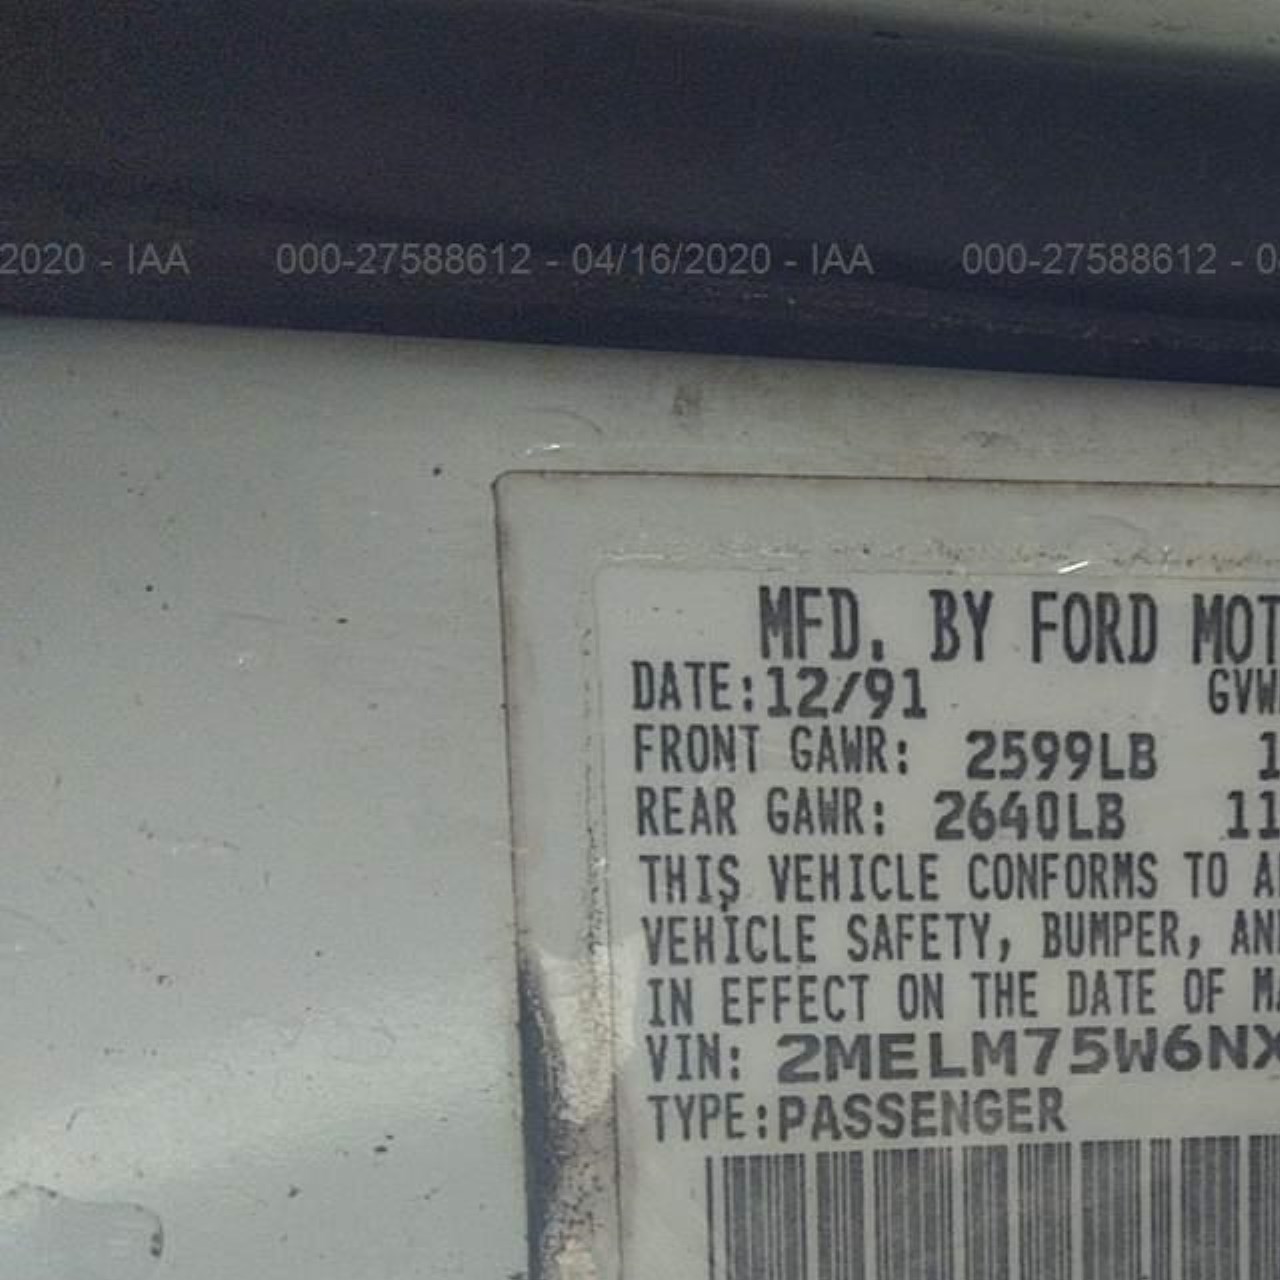 2020 - IAA 000-27588612 - 04/16/2020 - IAA 000-27588612 - 0
MFD. BY FORD MOT
DATE:12/91 GVW
FRONT GAWR: 2599LB 1
REAR GAWR: 2640LB 11
THIS VEHICLE CONFORMS TO A
VEHICLE SAFETY, BUMPER, AN
IN EFFECT ON THE DATE OF M
VIN: 2MELM75W6NX
TYPE:PASSENGER